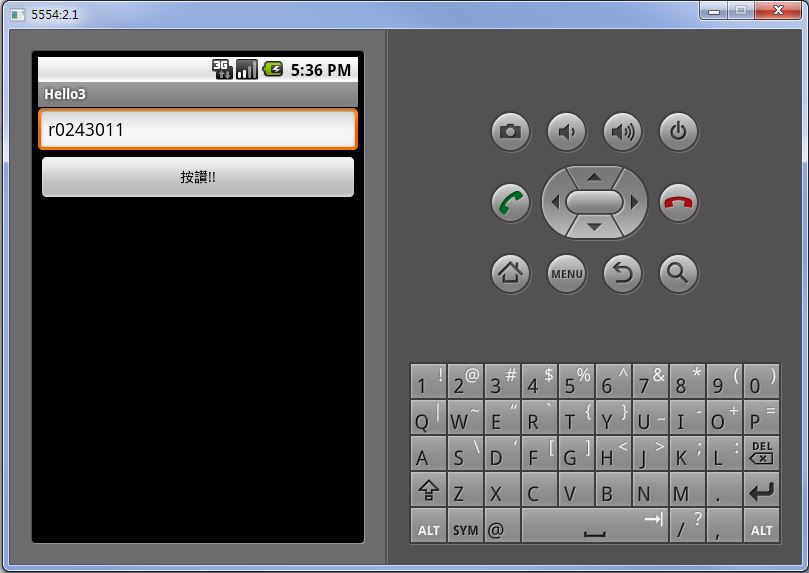 5554:2.1
3G 5:36 PM
Hello3
r0243011
按讚!!
MENU
1 ! 2 @ 3 # 4 $ 5 % 6 ^ 7 & 8 * 9 ( 0 )
Q | W ~ E “ R ` T { Y } U _ I - O + P =
A S \ D ‘ F [ G ] H < J > K ; L : DEL
Z X C V B N M .
ALT SYM @ / ? , ALT